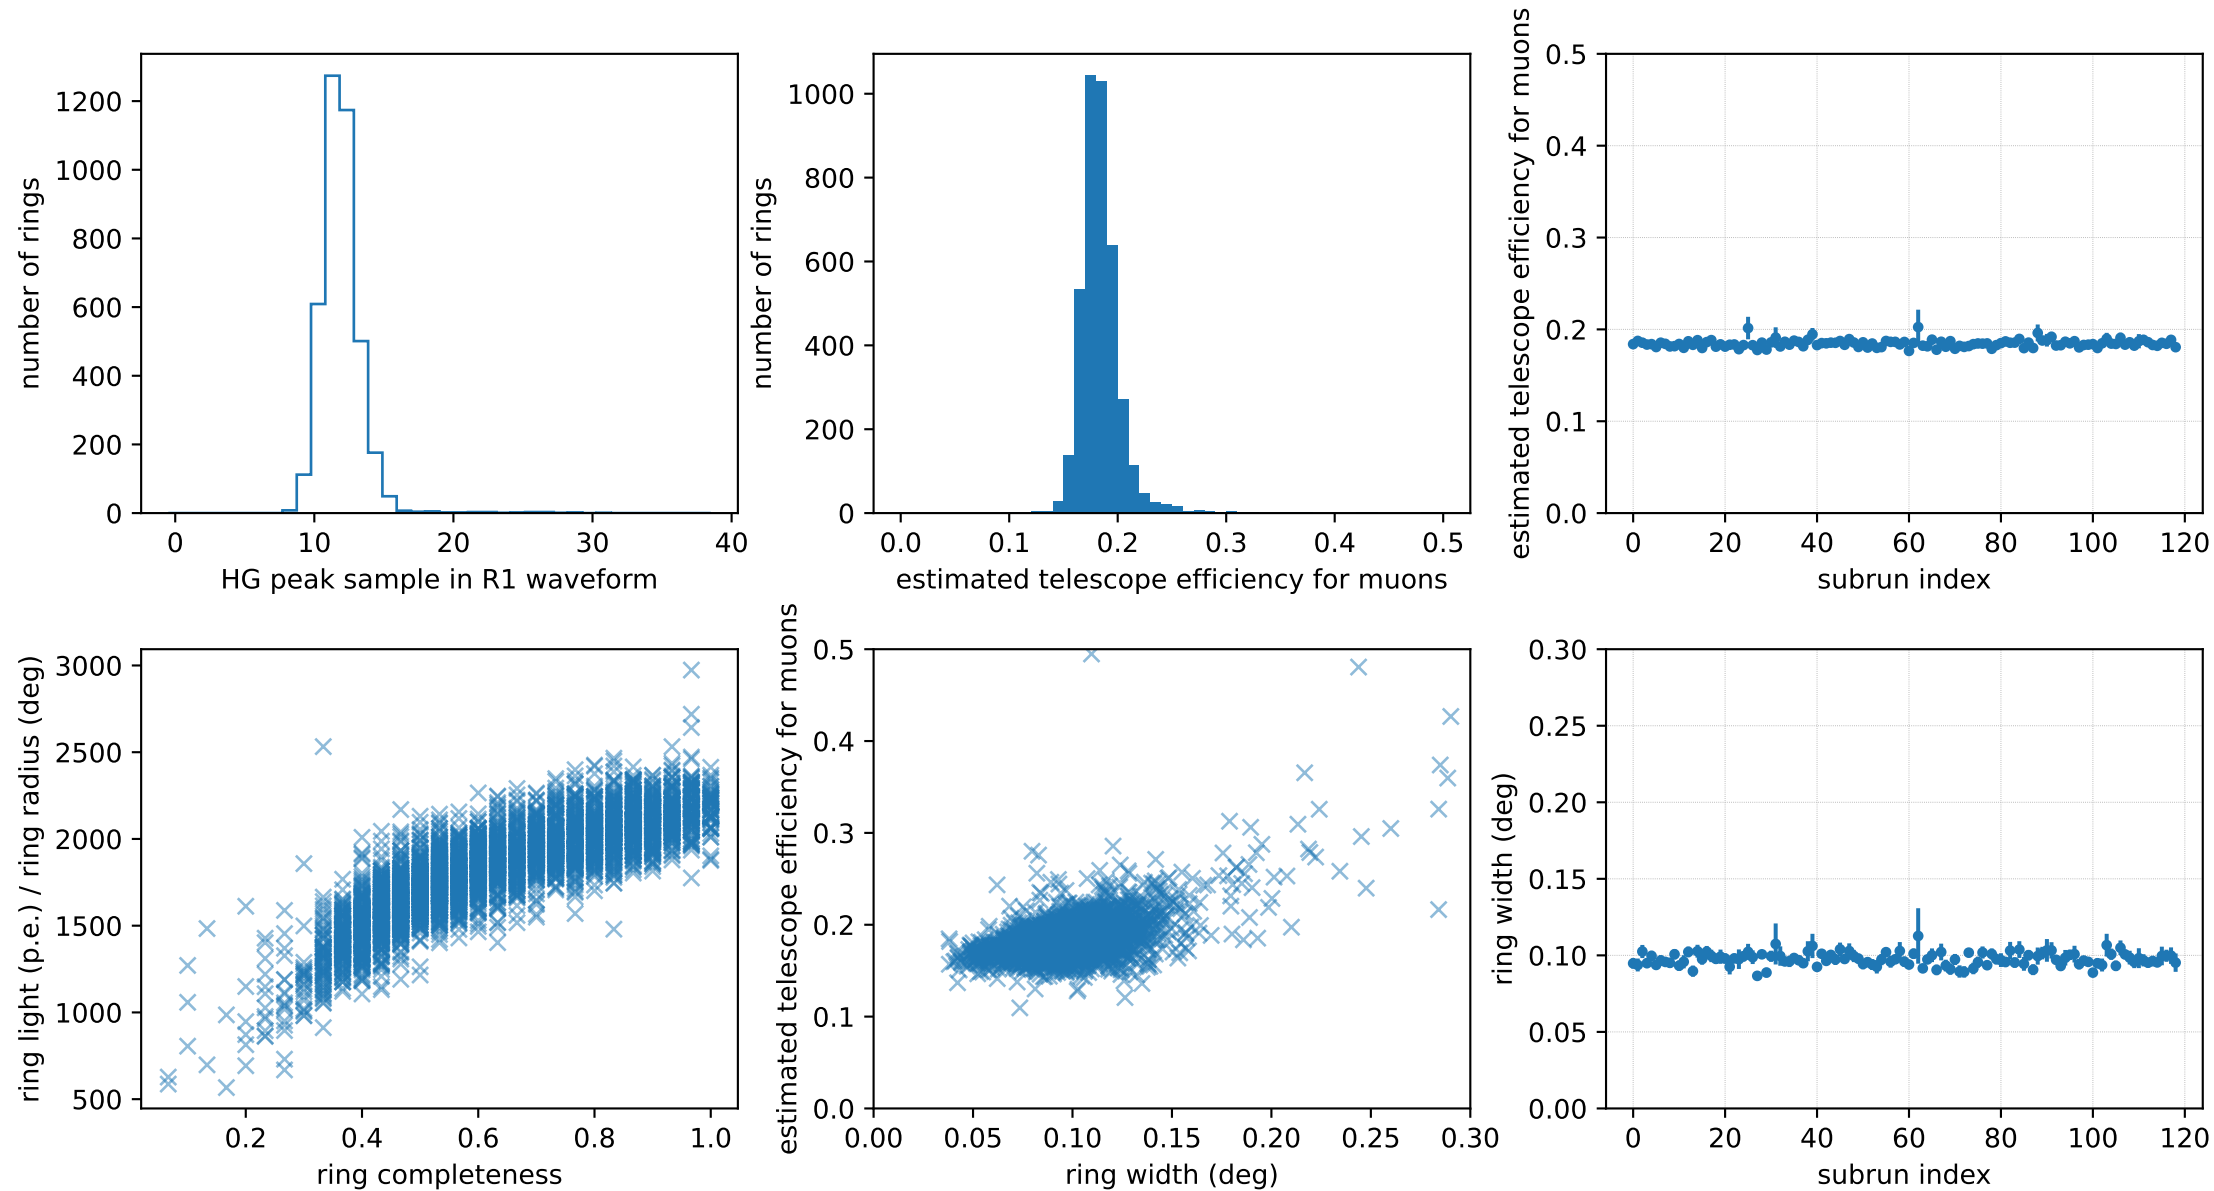 1200
1000
800
600
400
200
0
number of rings
0 10 20 30 40
HG peak sample in R1 waveform
1000
800
600
400
200
0
number of rings
0.0 0.1 0.2 0.3 0.4 0.5
estimated telescope efficiency for muons
0.5
0.4
0.3
0.2
0.1
0.0
estimated telescope efficiency for muons
0 20 40 60 80 100 120
subrun index
3000
2500
2000
1500
1000
500
ring light (p.e.) / ring radius (deg)
0.2 0.4 0.6 0.8 1.0
ring completeness
0.5
0.4
0.3
0.2
0.1
0.0
estimated telescope efficiency for muons
0.00 0.05 0.10 0.15 0.20 0.25 0.30
ring width (deg)
0.30
0.25
0.20
0.15
0.10
0.05
0.00
ring width (deg)
0 20 40 60 80 100 120
subrun index